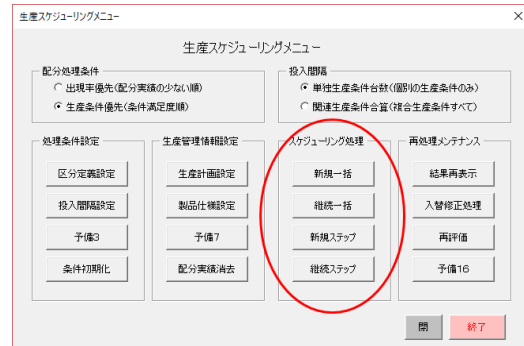 生産スケジューリングメニュー
生産スケジューリングメニュー
配分処理条件
出現率優先(配分実績の少ない順)
生産条件優先(条件満足度順)
投入間隔
単独生産条件台数(個別の生産条件のみ)
関連生産条件合算(複合生産条件すべて)
処理条件設定
区分定義設定
投入間隔設定
予備3
条件初期化
生産管理情報設定
生産計画設定
製品仕様設定
予備7
配分実績消去
スケジューリング処理
新規一括
継続一括
新規ステップ
継続ステップ
再処理メンテナンス
結果再表示
入替修正処理
再評価
予備16
閉
終了